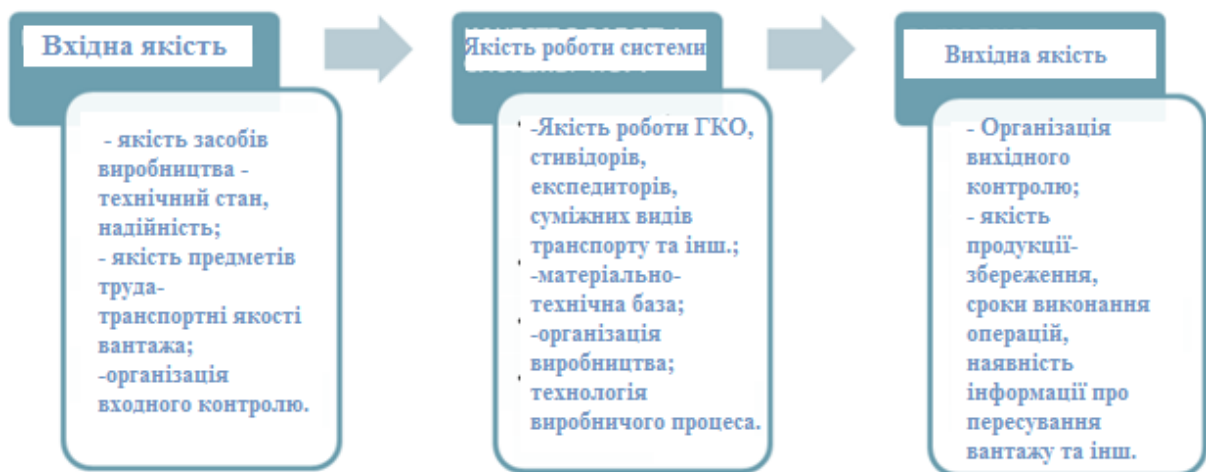 Вхідна якість
- якість засобів
виробництва -
технічний стан,
надійність;
- якість предметів
труда-
транспортні якості
вантажа;
-організація
входного контролю.
Якість роботи системи
-Якість роботи ГКО,
стивідорів,
експедиторів,
суміжних видів
транспорту та інш.;
-матеріально-
технічна база;
-організація
виробництва;
технологія
виробничого процеса.
Вихідна якість
- Організація
вихідного
контролю;
- якість
продукції-
збереження,
сроки виконання
операцій,
наявність
інформації про
пересування
вантажу та інш.